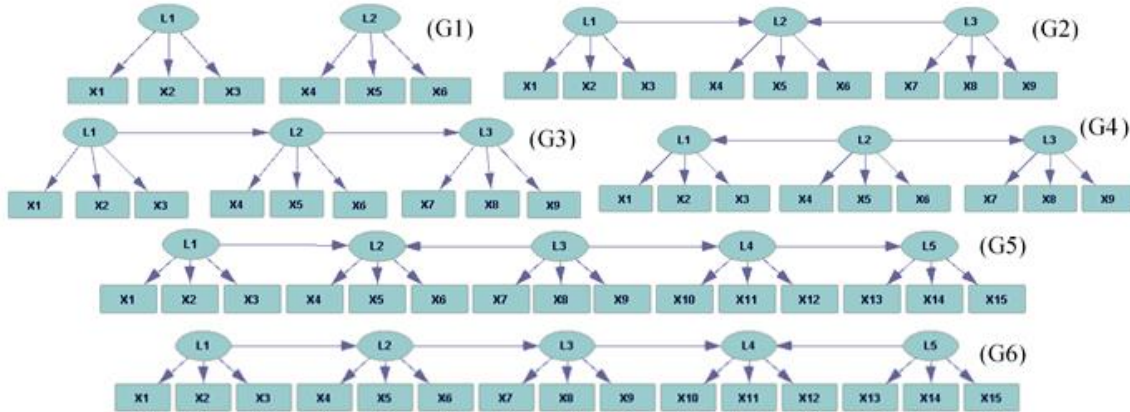 L1 L2 (G1)
X1 X2 X3 X4 X5 X6
L1 L2 L3 (G2)
X1 X2 X3 X4 X5 X6 X7 X8 X9
L1 L2 L3 (G3)
X1 X2 X3 X4 X5 X6 X7 X8 X9
L1 L2 L3 (G4)
X1 X2 X3 X4 X5 X6 X7 X8 X9
L1 L2 L3 L4 L5 (G5)
X1 X2 X3 X4 X5 X6 X7 X8 X9 X10 X11 X12 X13 X14 X15
L1 L2 L3 L4 L5 (G6)
X1 X2 X3 X4 X5 X6 X7 X8 X9 X10 X11 X12 X13 X14 X15